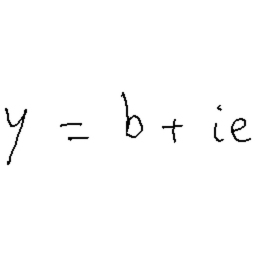 y = b + ie